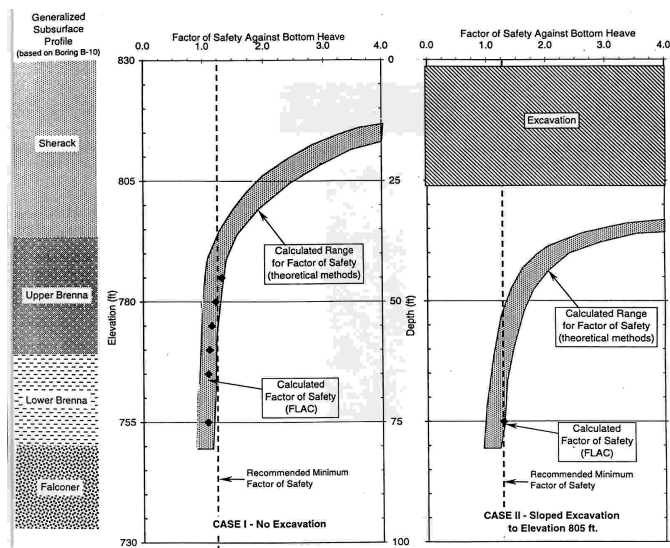 Generalized
Subsurface
Profile
(based on Boring B-10)
Sherack
Upper Brenna
Lower Brenna
Falconer
Factor of Safety Against Bottom Heave
0.0 1.0 2.0 3.0 4.0
830
805
780
755
730
Elevation (ft)
Calculated Range
for Factor of Safety
(theoretical methods)
Calculated
Factor of Safety
(FLAC)
Recommended Minimum
Factor of Safety
CASE I - No Excavation
0
25
50
75
100
Depth (ft)
Factor of Safety Against Bottom Heave
0.0 1.0 2.0 3.0 4.0
Excavation
Calculated Range
for Factor of Safety
(theoretical methods)
Calculated
Factor of Safety
(FLAC)
Recommended Minimum
Factor of Safety
CASE II - Sloped Excavation
to Elevation 805 ft.